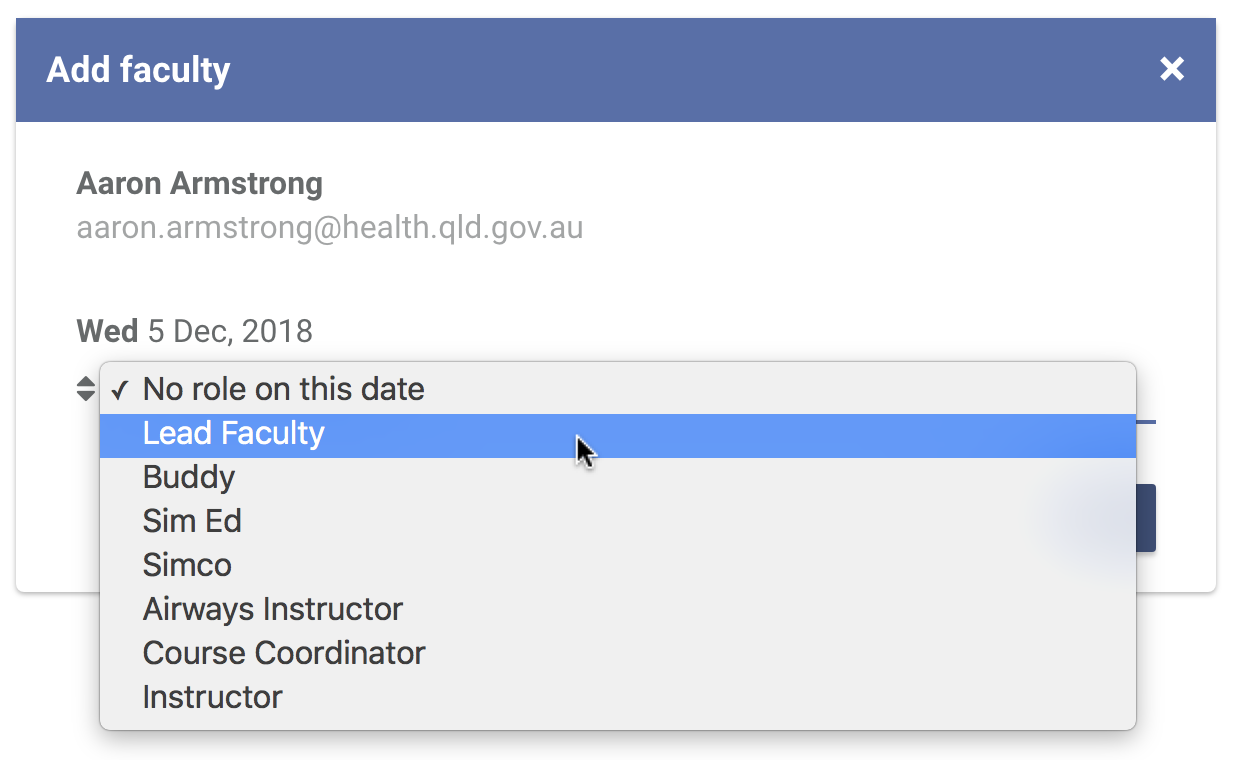 Add faculty
Aaron Armstrong
aaron.armstrong@health.qld.gov.au
Wed 5 Dec, 2018
✓ No role on this date
Lead Faculty
Buddy
Sim Ed
Simco
Airways Instructor
Course Coordinator
Instructor